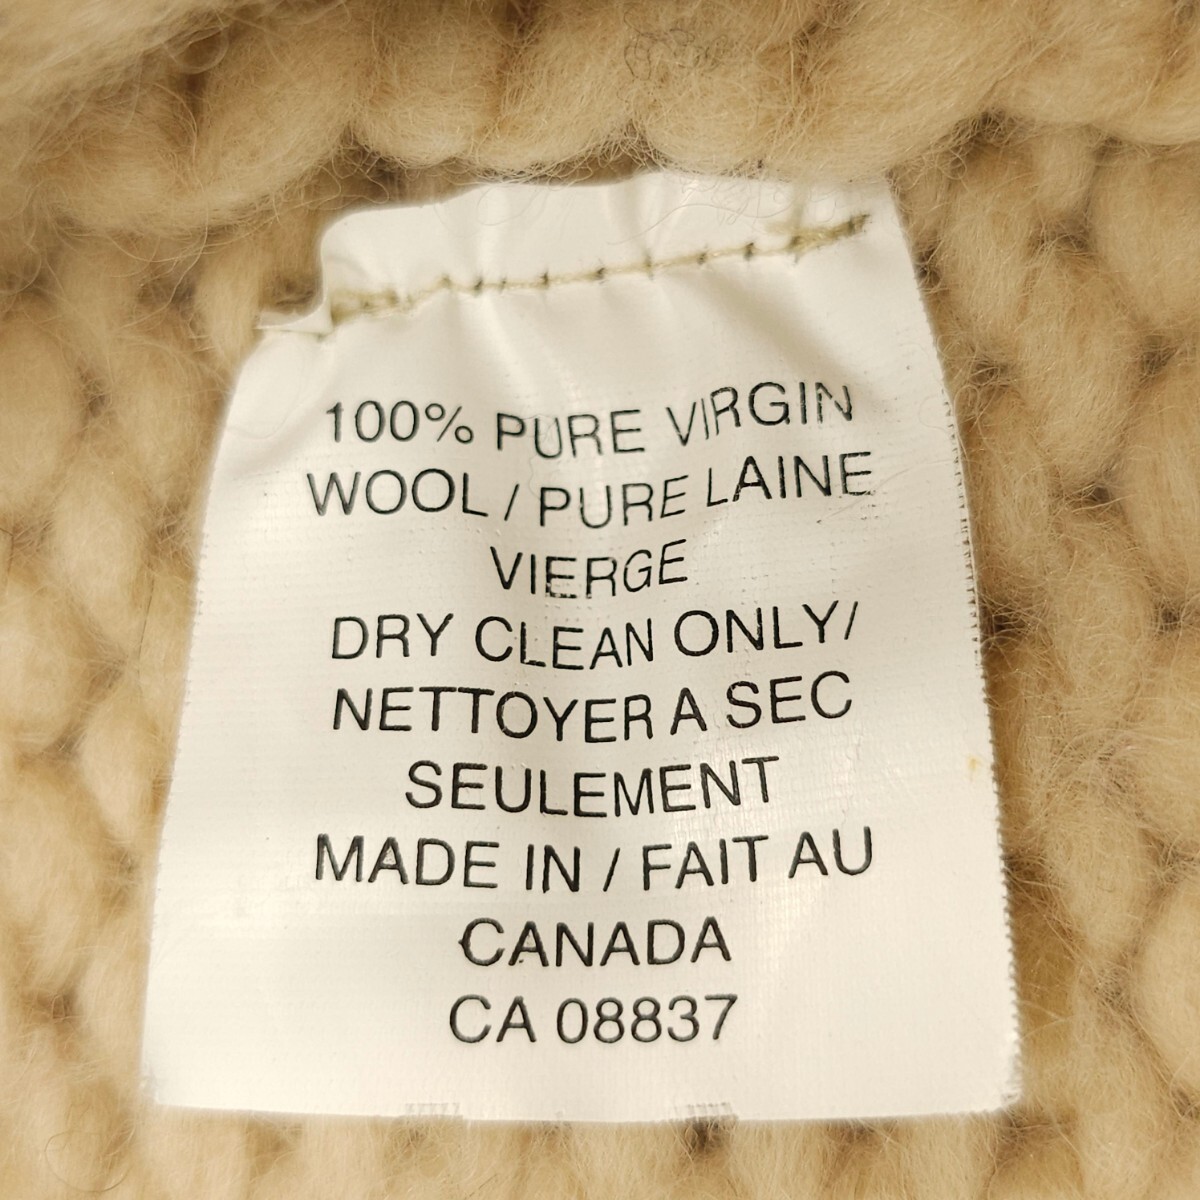 100% PURE VIRGIN
WOOL / PURE LAINE
VIERGE
DRY CLEAN ONLY/
NETTOYER A SEC
SEULEMENT
MADE IN / FAIT AU
CANADA
CA 08837